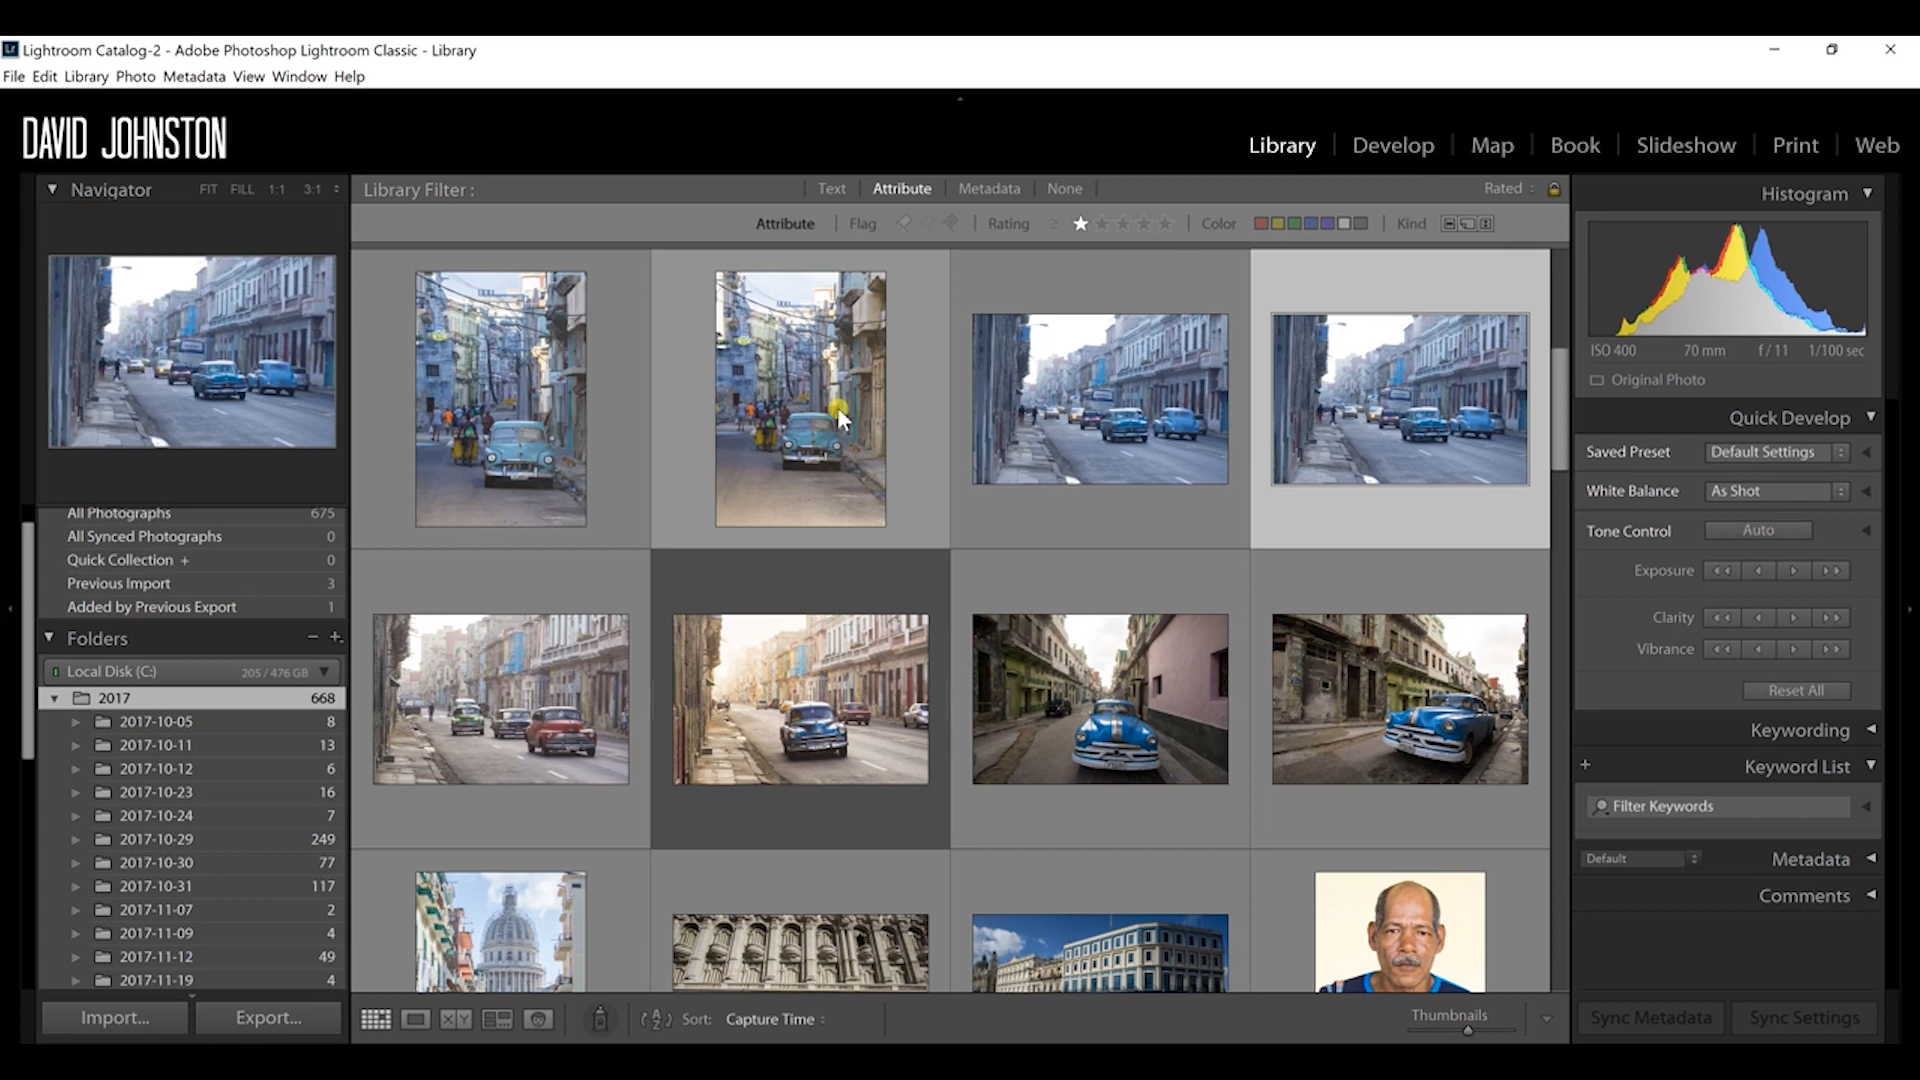 Lr Lightroom Catalog-2 - Adobe Photoshop Lightroom Classic - Library
File Edit Library Photo Metadata View Window Help
DAVID JOHNSTON
Library Develop Map Book Slideshow Print Web
Navigator FIT FILL 1:1 3:1
Library Filter : Text Attribute Metadata None Rated
Attribute Flag Rating ≥ Color Kind
All Photographs 675
All Synced Photographs 0
Quick Collection + 0
Previous Import 3
Added by Previous Export 1
Folders − +
Local Disk (C:) 205 / 476 GB
2017 668
2017-10-05 8
2017-10-11 13
2017-10-12 6
2017-10-23 16
2017-10-24 7
2017-10-29 249
2017-10-30 77
2017-10-31 117
2017-11-07 2
2017-11-09 4
2017-11-12 49
2017-11-19 4
Import... Export...
X Y
A Z Sort: Capture Time
Thumbnails
Histogram
ISO 400 70 mm f / 11 1/100 sec
Original Photo
Quick Develop
Saved Preset Default Settings
White Balance As Shot
Tone Control Auto
Exposure
Clarity
Vibrance
Reset All
Keywording
+ Keyword List
Filter Keywords
Default Metadata
Comments
Sync Metadata Sync Settings